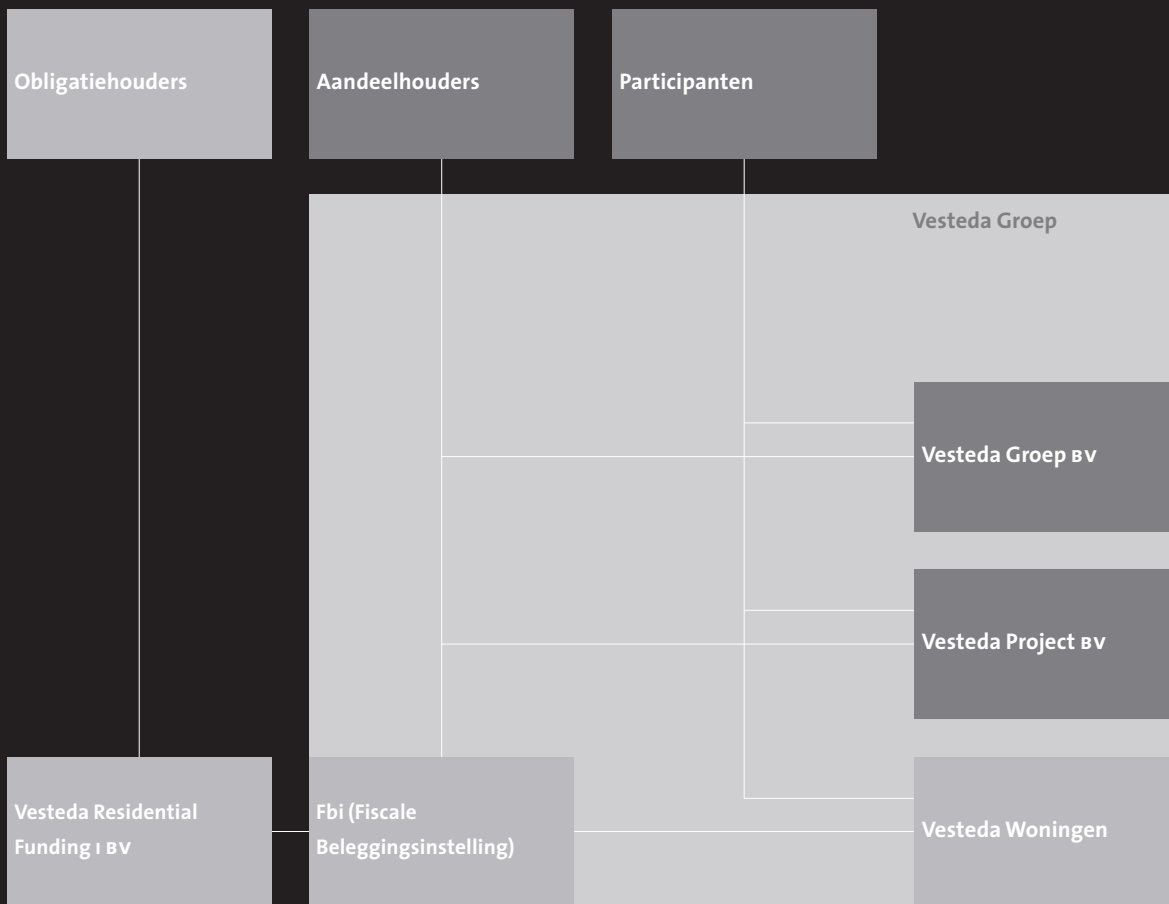 Obligatiehouders
Aandeelhouders
Participanten
Vesteda Groep
Vesteda Groep BV
Vesteda Project BV
Vesteda Residential
Funding I BV
Fbi (Fiscale
Beleggingsinstelling)
Vesteda Woningen